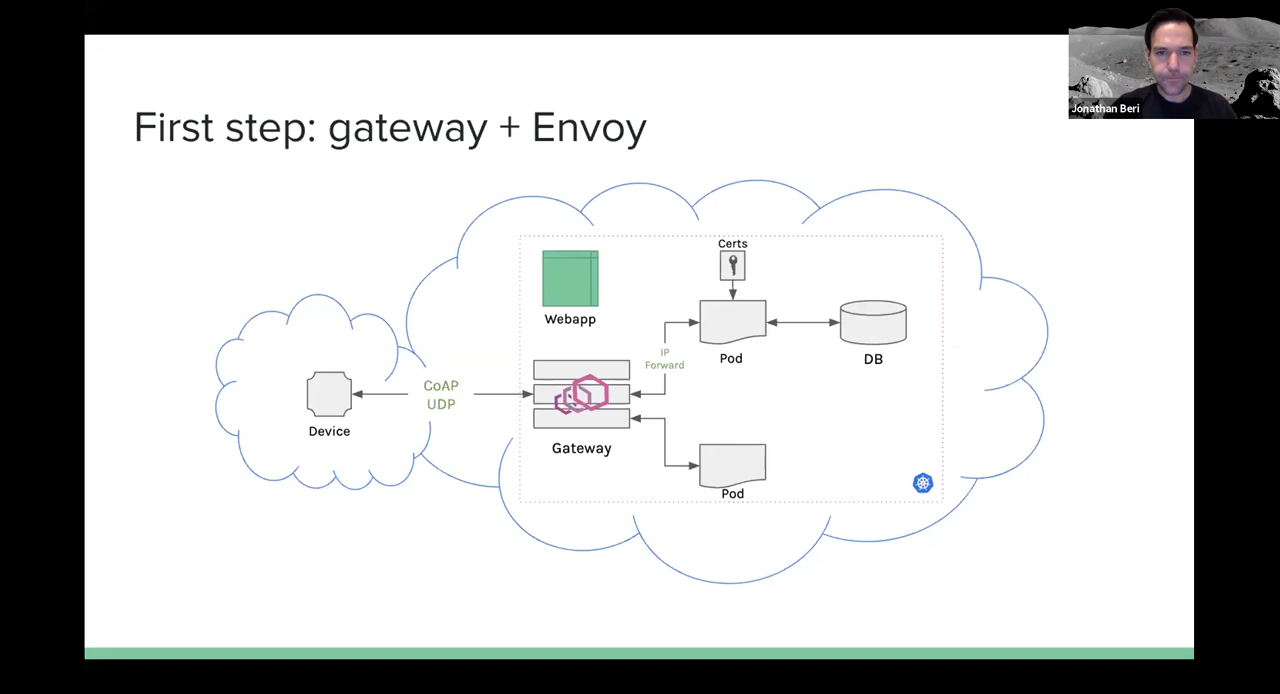 Jonathan Beri
First step: gateway + Envoy
Certs
Webapp
Pod
DB
IP
Forward
CoAP
UDP
Device
Gateway
Pod